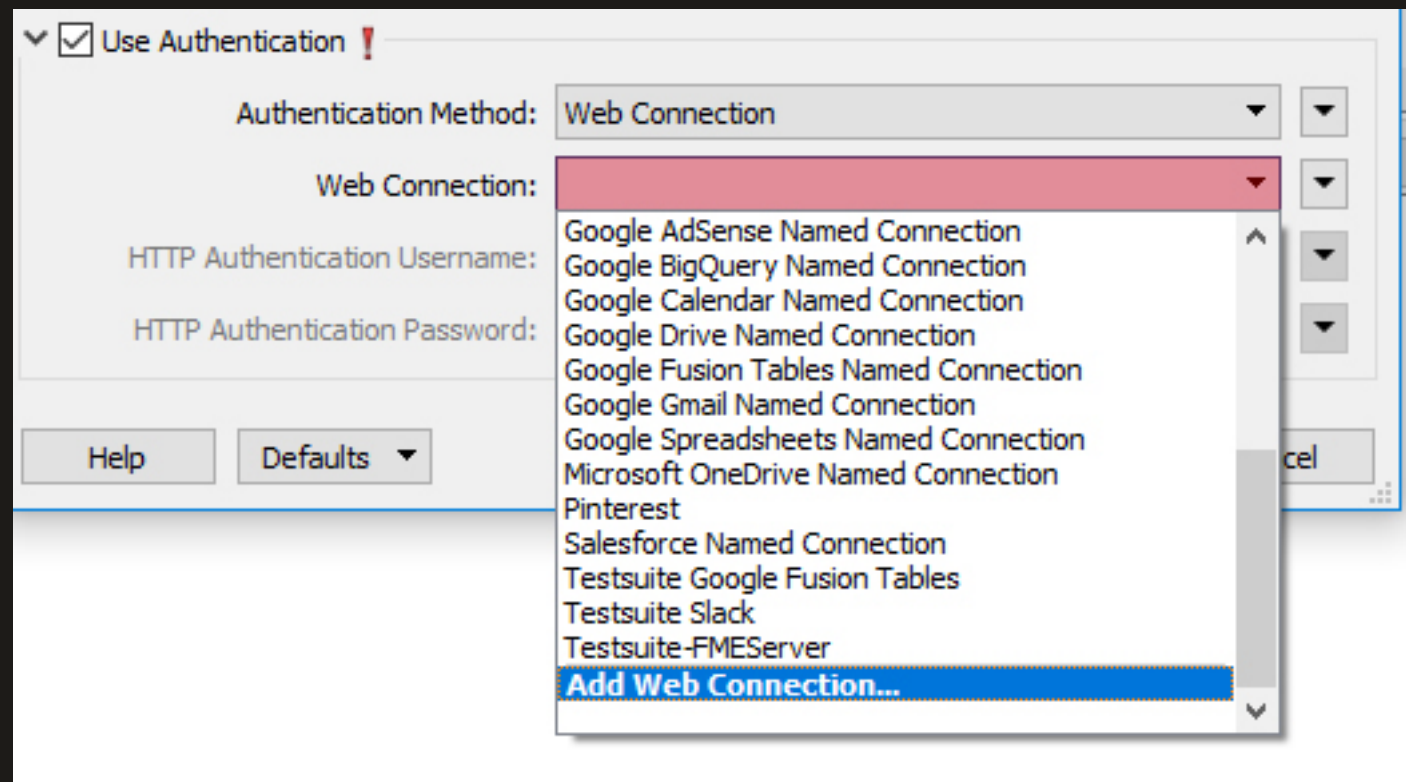 Use Authentication
Authentication Method: Web Connection
Web Connection:
HTTP Authentication Username:
HTTP Authentication Password:
Google AdSense Named Connection
Google BigQuery Named Connection
Google Calendar Named Connection
Google Drive Named Connection
Google Fusion Tables Named Connection
Google Gmail Named Connection
Google Spreadsheets Named Connection
Microsoft OneDrive Named Connection
Pinterest
Salesforce Named Connection
Testsuite Google Fusion Tables
Testsuite Slack
Testsuite-FMEServer
Add Web Connection...
Help Defaults cel